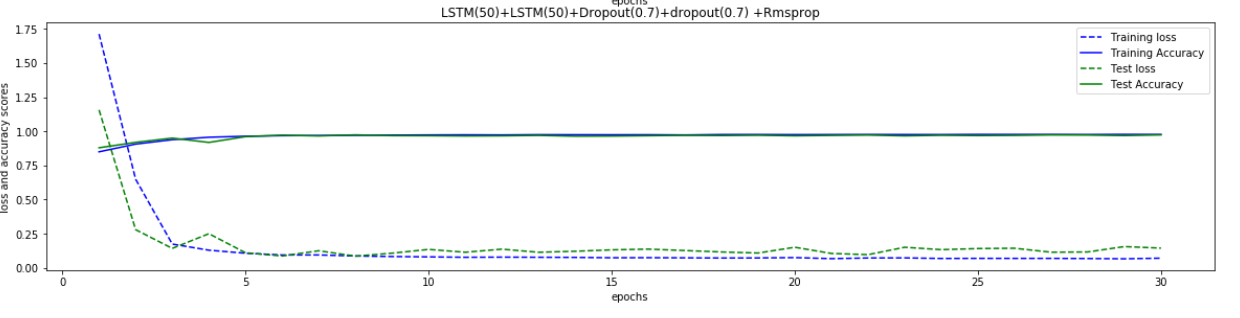 epochs
LSTM(50)+LSTM(50)+Dropout(0.7)+dropout(0.7) +Rmsprop
loss and accuracy scores
1.75
1.50
1.25
1.00
0.75
0.50
0.25
0.00
Training loss
Training Accuracy
Test loss
Test Accuracy
0 5 10 15 20 25 30
epochs